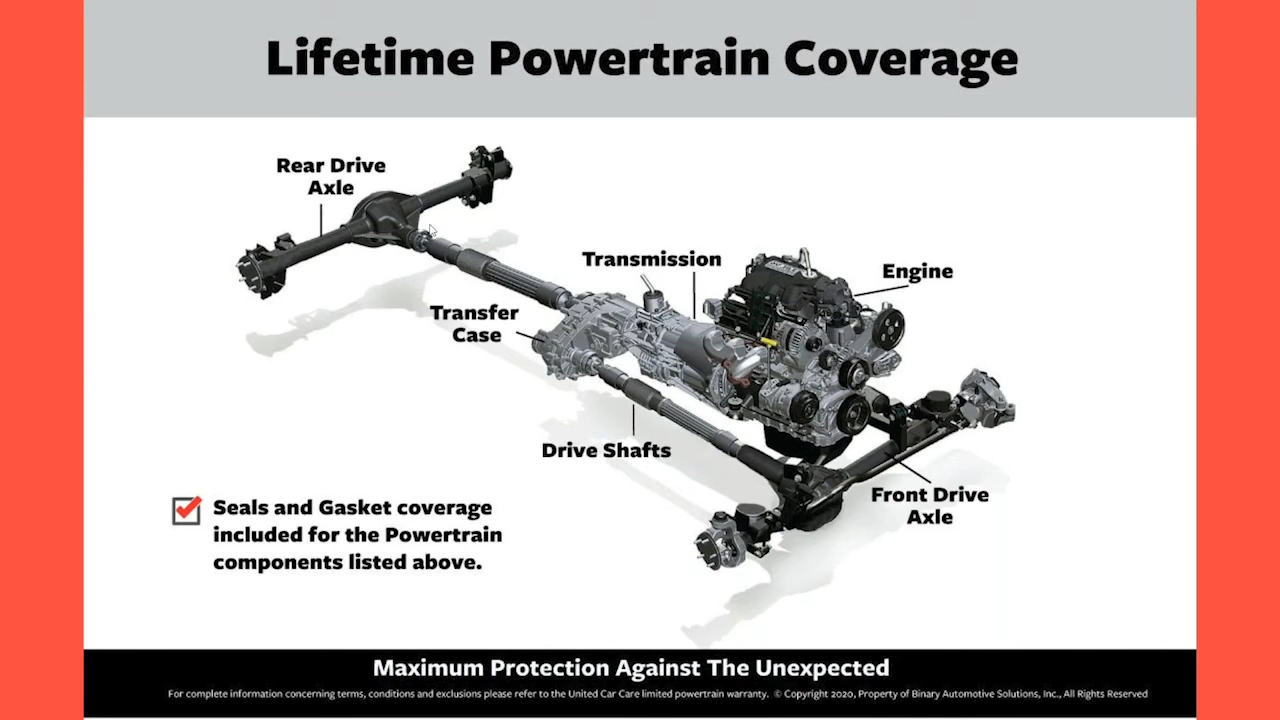 Lifetime Powertrain Coverage
Rear Drive
Axle
Transmission
Engine
Transfer
Case
Drive Shafts
Front Drive
Axle
Seals and Gasket coverage
included for the Powertrain
components listed above.
Maximum Protection Against The Unexpected
For complete information concerning terms, conditions and exclusions please refer to the United Car Care limited powertrain warranty. © Copyright 2020, Property of Binary Automotive Solutions, Inc., All Rights Reserved